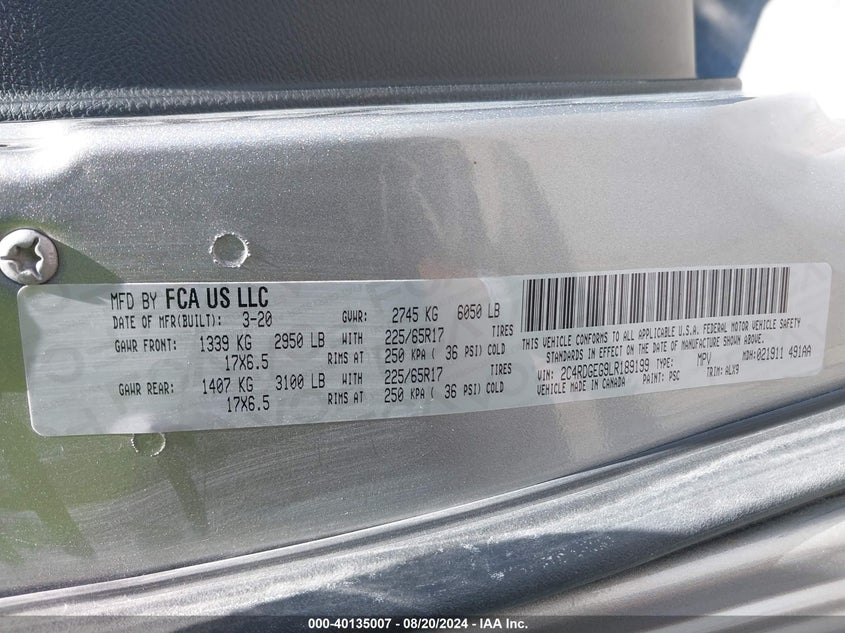 MFD BY FCA US LLC
DATE OF MFR(BUILT): 3-20 GVWR: 2745 KG 6050 LB
GAWR FRONT: 1339 KG 2950 LB WITH 225/65R17 TIRES
17X6.5 RIMS AT 250 KPA ( 36 PSI) COLD
GAWR REAR: 1407 KG 3100 LB WITH 225/65R17 TIRES
17X6.5 RIMS AT 250 KPA ( 36 PSI) COLD
THIS VEHICLE CONFORMS TO ALL APPLICABLE U.S.A. FEDERAL MOTOR VEHICLE SAFETY
STANDARDS IN EFFECT ON THE DATE OF MANUFACTURE SHOWN ABOVE.
VIN: 2C4RDGEG9LR189199 TYPE: MPV MDH:021911 491AA
MADE IN CANADA PAINT: PSC TRIM: ALX9
000-40135007 - 08/20/2024 - IAA Inc.